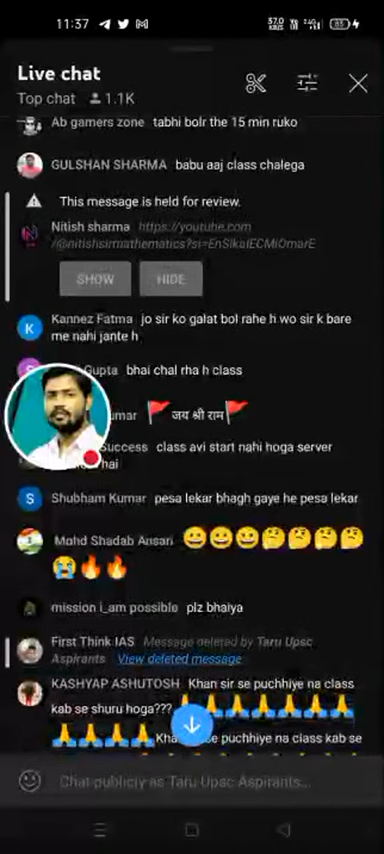 11:37
57.0 KB/S
83
Live chat
Top chat 1.1K
Ab gamers zone tabhi bolr the 15 min ruko
GULSHAN SHARMA babu aaj class chalega
This message is held for review.
Nitish sharma https://youtube.com
/@nitishsirmathematics?si=EnSlkalECMiOmarE
SHOW HIDE
K Kannez Fatma jo sir ko galat bol rahe h wo sir k bare
me nahi jante h
Gupta bhai chal rha h class
umar 🚩जय श्री राम🚩
Success class avi start nahi hoga server
hai
S Shubham Kumar pesa lekar bhagh gaye he pesa lekar
Mohd Shadab Ansari 😀😀😀🤔🤔🤔🤔
😭🔥🔥
mission i_am possible plz bhaiya
First Think IAS Message deleted by Taru Upsc
Aspirants View deleted message
KASHYAP ASHUTOSH Khan sir se puchhiye na class
kab se shuru hoga???🙏🙏🙏🙏🙏🙏🙏
🙏🙏🙏🙏Kha se puchhiye na class kab se
Chat publicly as Taru Upsc Aspirants...